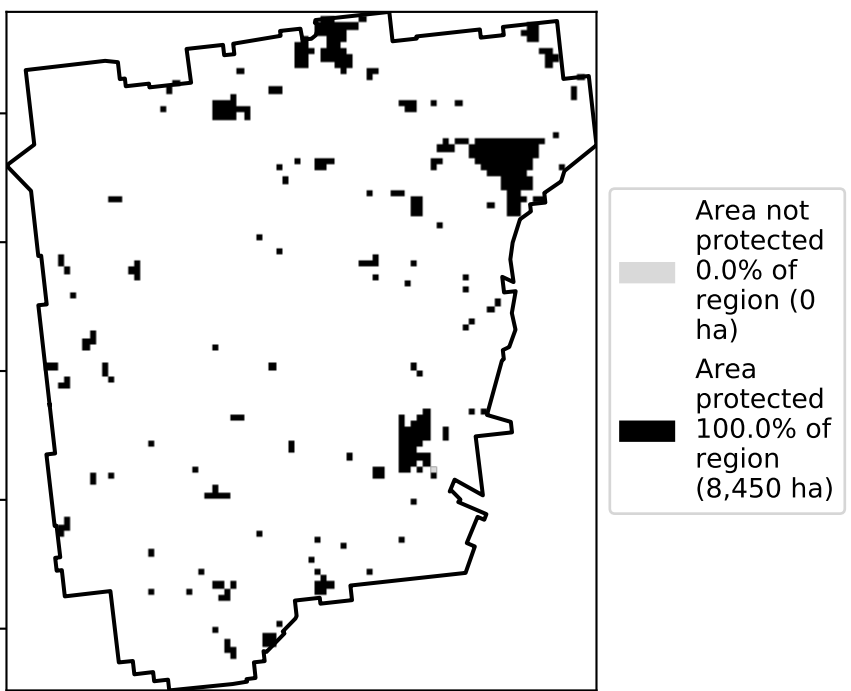 Area not
protected
0.0% of
region (0
ha)
Area
protected
100.0% of
region
(8,450 ha)